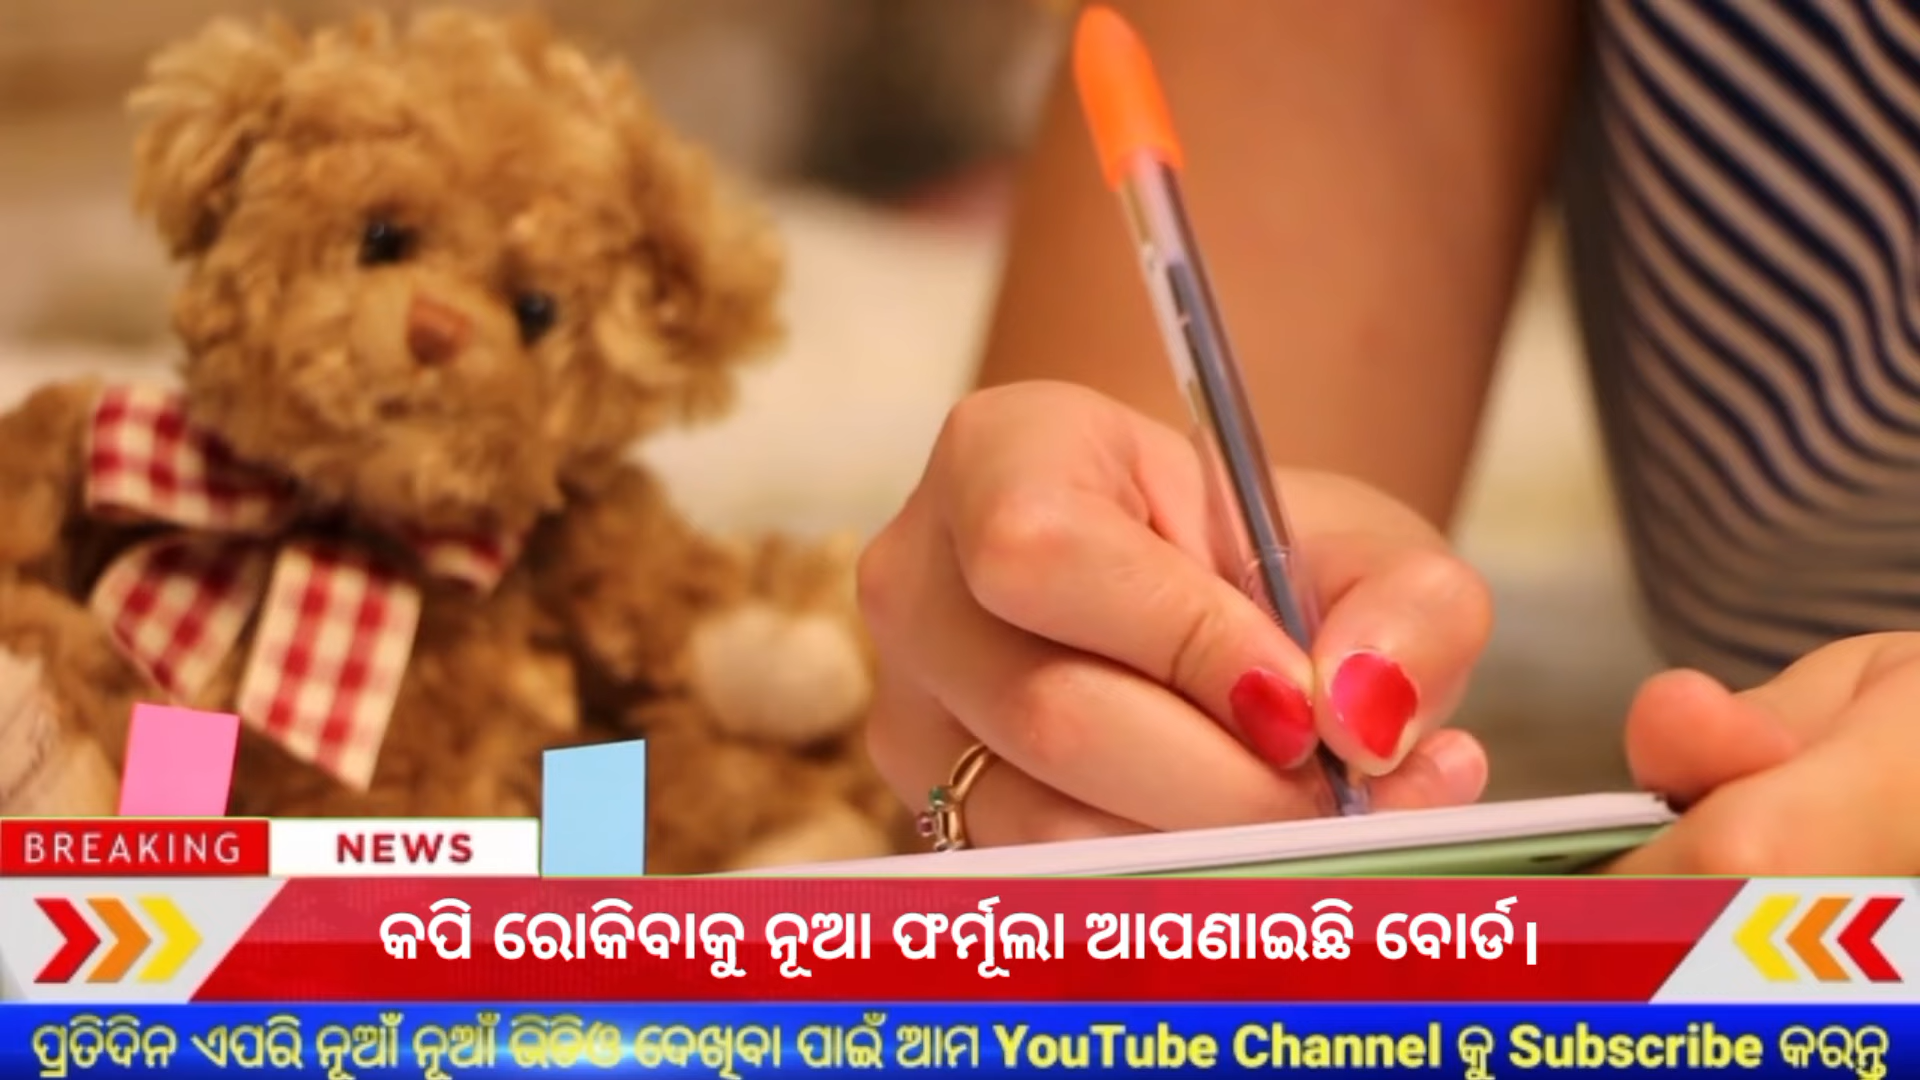 BREAKING NEWS
କପି ରୋକିବାକୁ ନୂଆ ଫର୍ମୂଲା ଆପଣାଇଛି ବୋର୍ଡ।
ପ୍ରତିଦିନ ଏପରି ନୂଆଁ ନୂଆଁ ଭିଡିଓ ଦେଖିବା ପାଇଁ ଆମ YouTube Channel କୁ Subscribe କରନ୍ତୁ